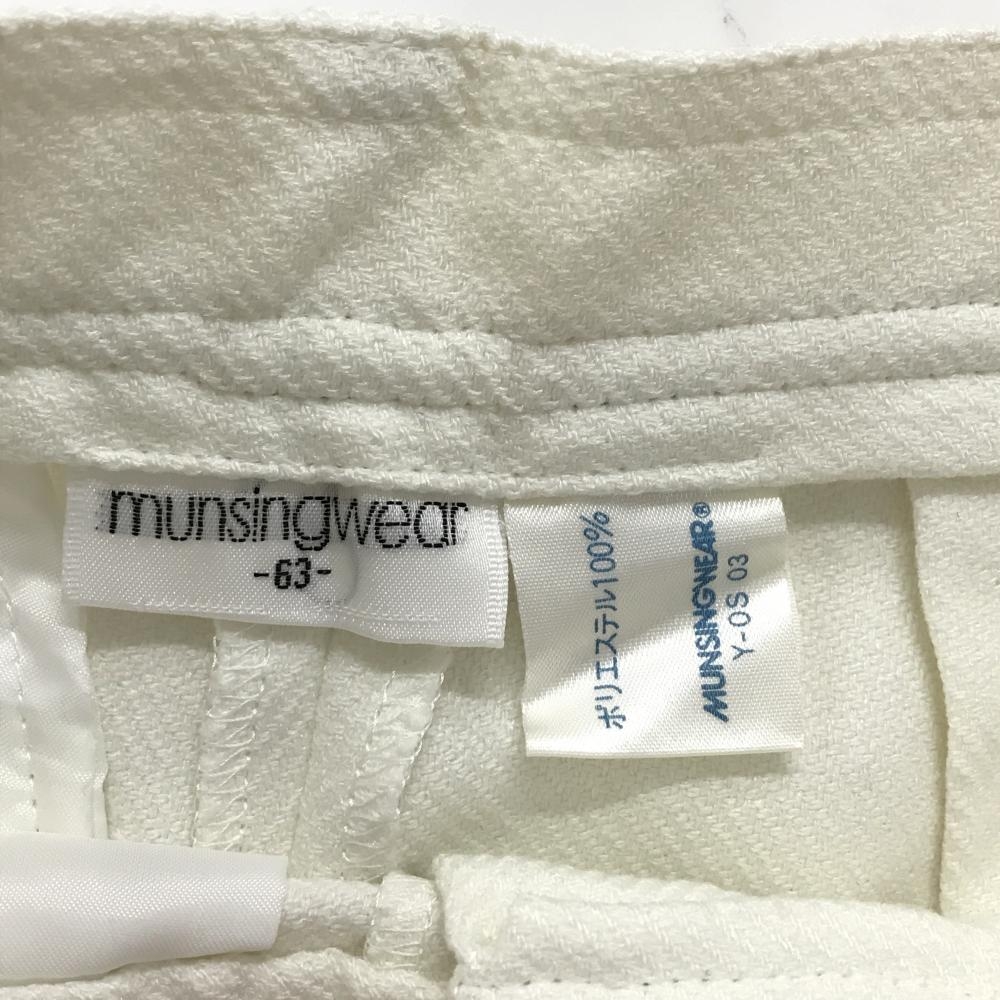 munsingwear
-63-
ポリエステル100%
MUNSINGWEAR®
Y-OS 03